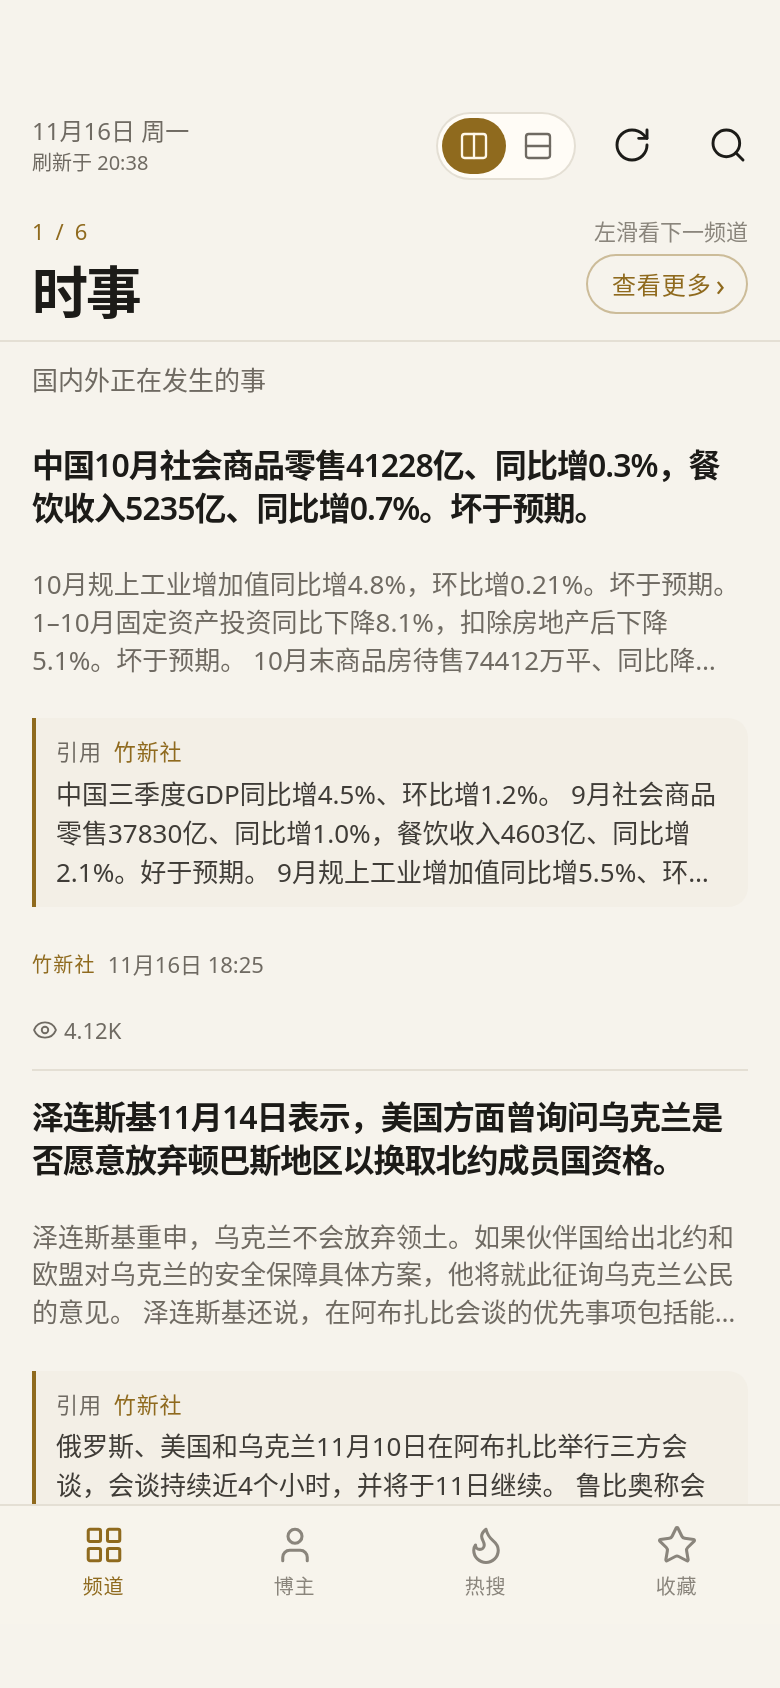 11月16日 周一
刷新于 20:38
1 / 6
左滑看下一频道
时事
查看更多 ›
国内外正在发生的事
中国10月社会商品零售41228亿、同比增0.3%，餐
饮收入5235亿、同比增0.7%。坏于预期。
10月规上工业增加值同比增4.8%，环比增0.21%。坏于预期。
1–10月固定资产投资同比下降8.1%，扣除房地产后下降
5.1%。坏于预期。 10月末商品房待售74412万平、同比降...
引用 竹新社
中国三季度GDP同比增4.5%、环比增1.2%。 9月社会商品
零售37830亿、同比增1.0%，餐饮收入4603亿、同比增
2.1%。好于预期。 9月规上工业增加值同比增5.5%、环...
竹新社 11月16日 18:25
4.12K
泽连斯基11月14日表示，美国方面曾询问乌克兰是
否愿意放弃顿巴斯地区以换取北约成员国资格。
泽连斯基重申，乌克兰不会放弃领土。如果伙伴国给出北约和
欧盟对乌克兰的安全保障具体方案，他将就此征询乌克兰公民
的意见。 泽连斯基还说，在阿布扎比会谈的优先事项包括能...
引用 竹新社
俄罗斯、美国和乌克兰11月10日在阿布扎比举行三方会
谈，会谈持续近4个小时，并将于11日继续。 鲁比奥称会
频道
博主
热搜
收藏